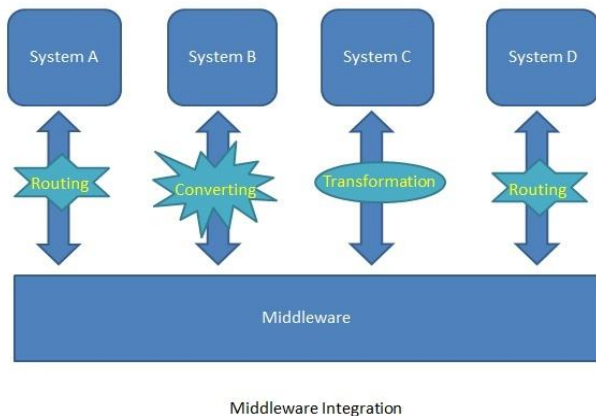 System A
System B
System C
System D
Routing
Converting
Transformation
Routing
Middleware
Middleware Integration